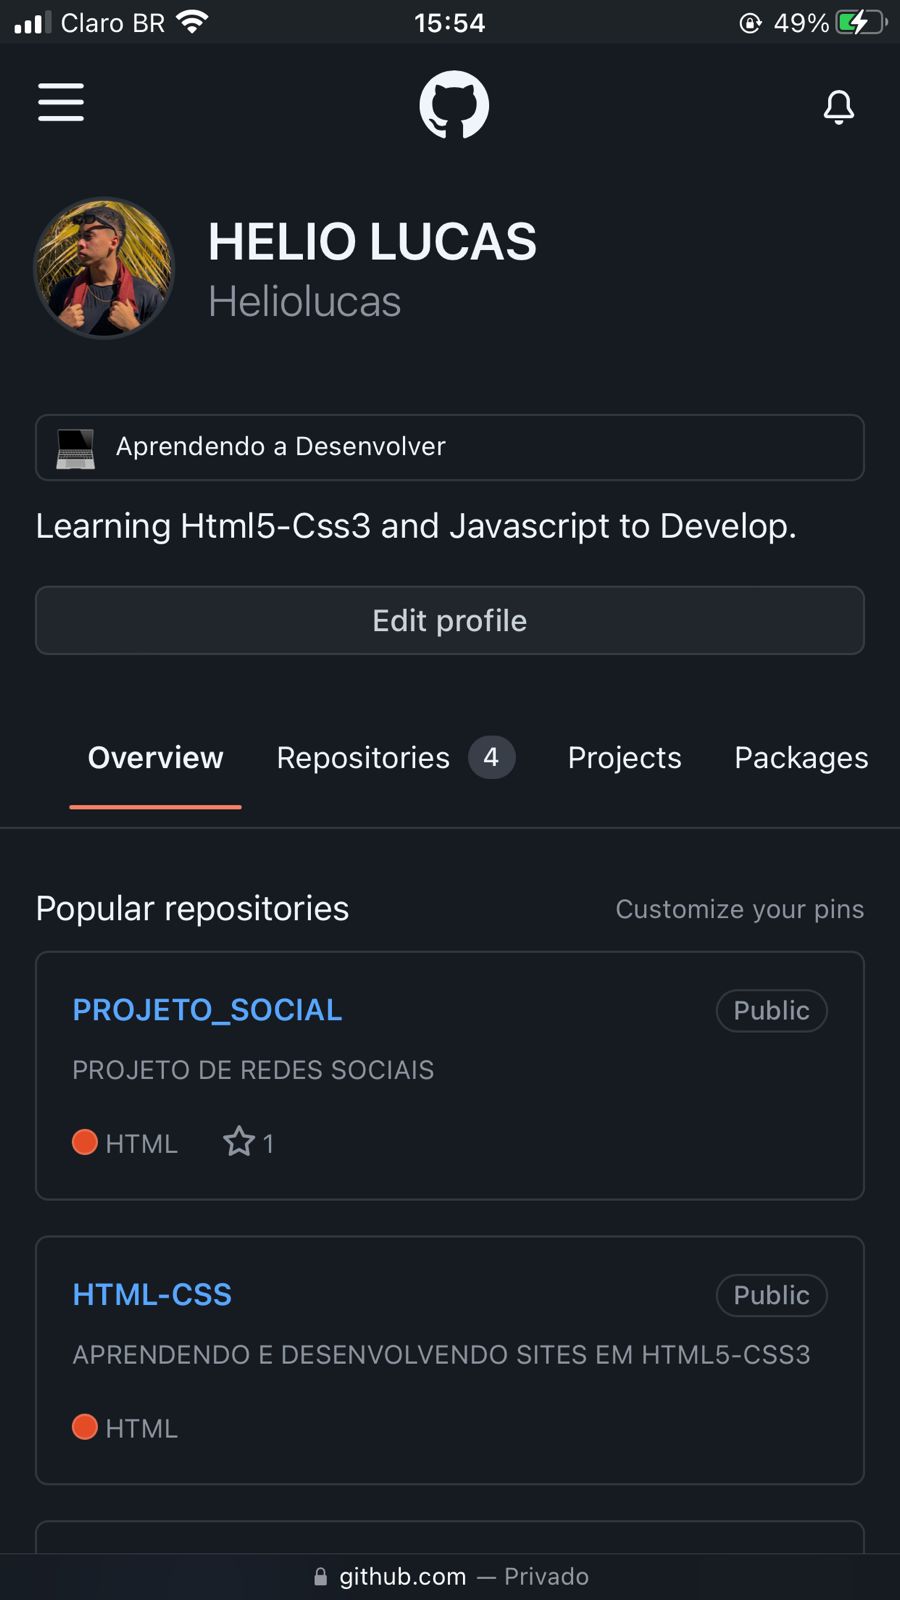 Claro BR 15:54 49%
HELIO LUCAS
Heliolucas
Aprendendo a Desenvolver
Learning Html5-Css3 and Javascript to Develop.
Edit profile
Overview Repositories 4 Projects Packages
Popular repositories Customize your pins
PROJETO_SOCIAL Public
PROJETO DE REDES SOCIAIS
HTML 1
HTML-CSS Public
APRENDENDO E DESENVOLVENDO SITES EM HTML5-CSS3
HTML
github.com — Privado